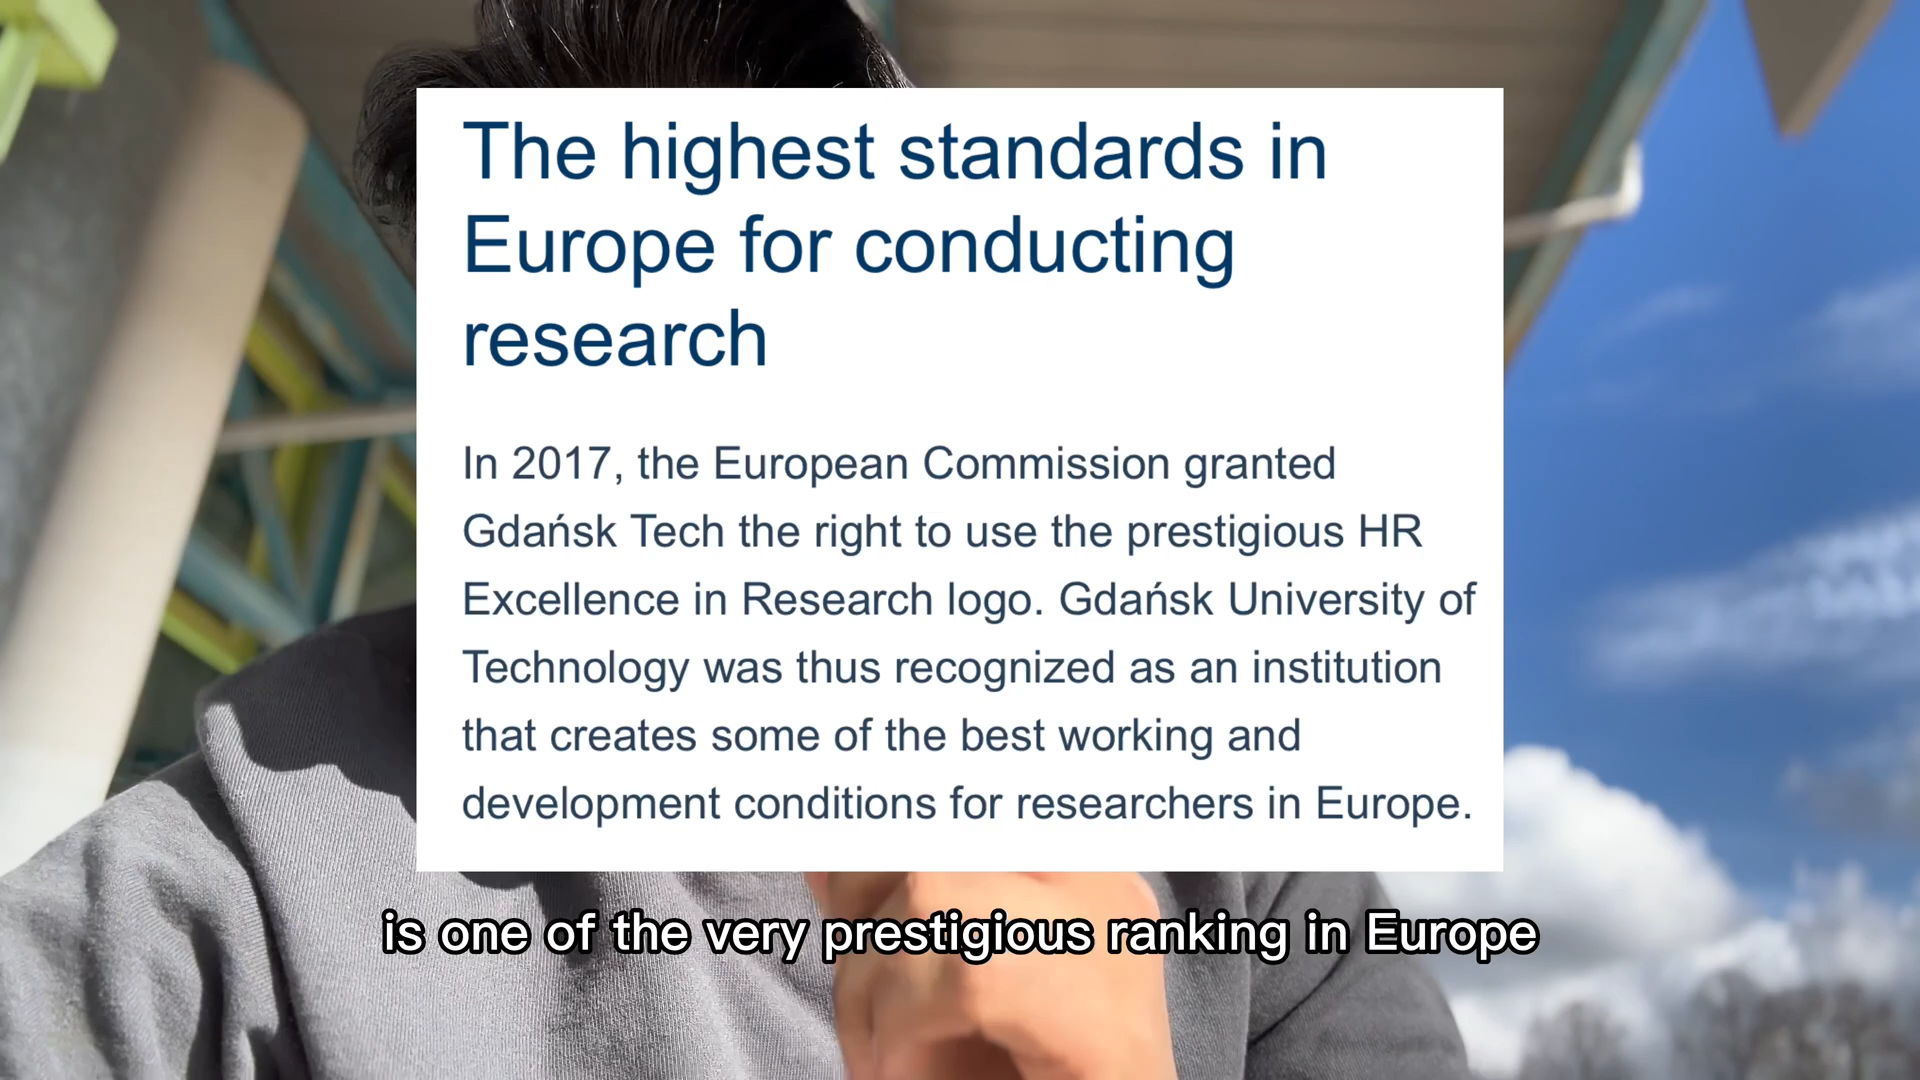 The highest standards in
Europe for conducting
research
In 2017, the European Commission granted
Gdańsk Tech the right to use the prestigious HR
Excellence in Research logo. Gdańsk University of
Technology was thus recognized as an institution
that creates some of the best working and
development conditions for researchers in Europe.
is one of the very prestigious ranking in Europe